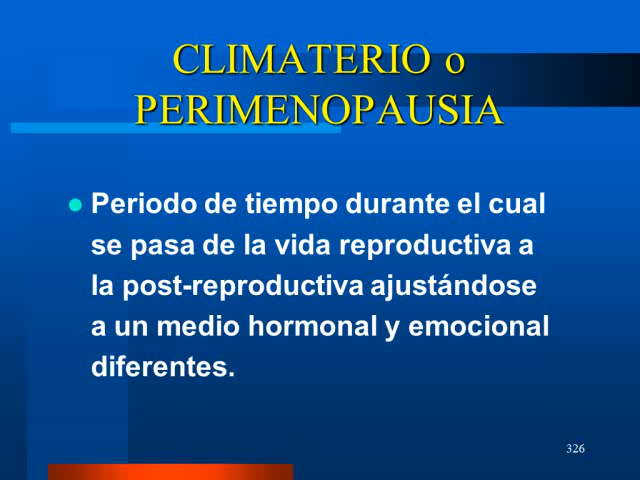 CLIMATERIO o
PERIMENOPAUSIA
Periodo de tiempo durante el cual
se pasa de la vida reproductiva a
la post-reproductiva ajustándose
a un medio hormonal y emocional
diferentes.
326